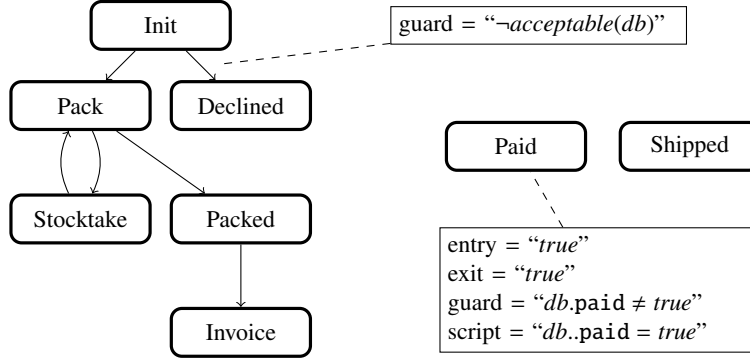 Init
guard = “¬acceptable(db)”
Pack
Declined
Paid
Shipped
Stocktake
Packed
entry = “true”
exit = “true”
guard = “db.paid ≠ true”
script = “db..paid = true”
Invoice